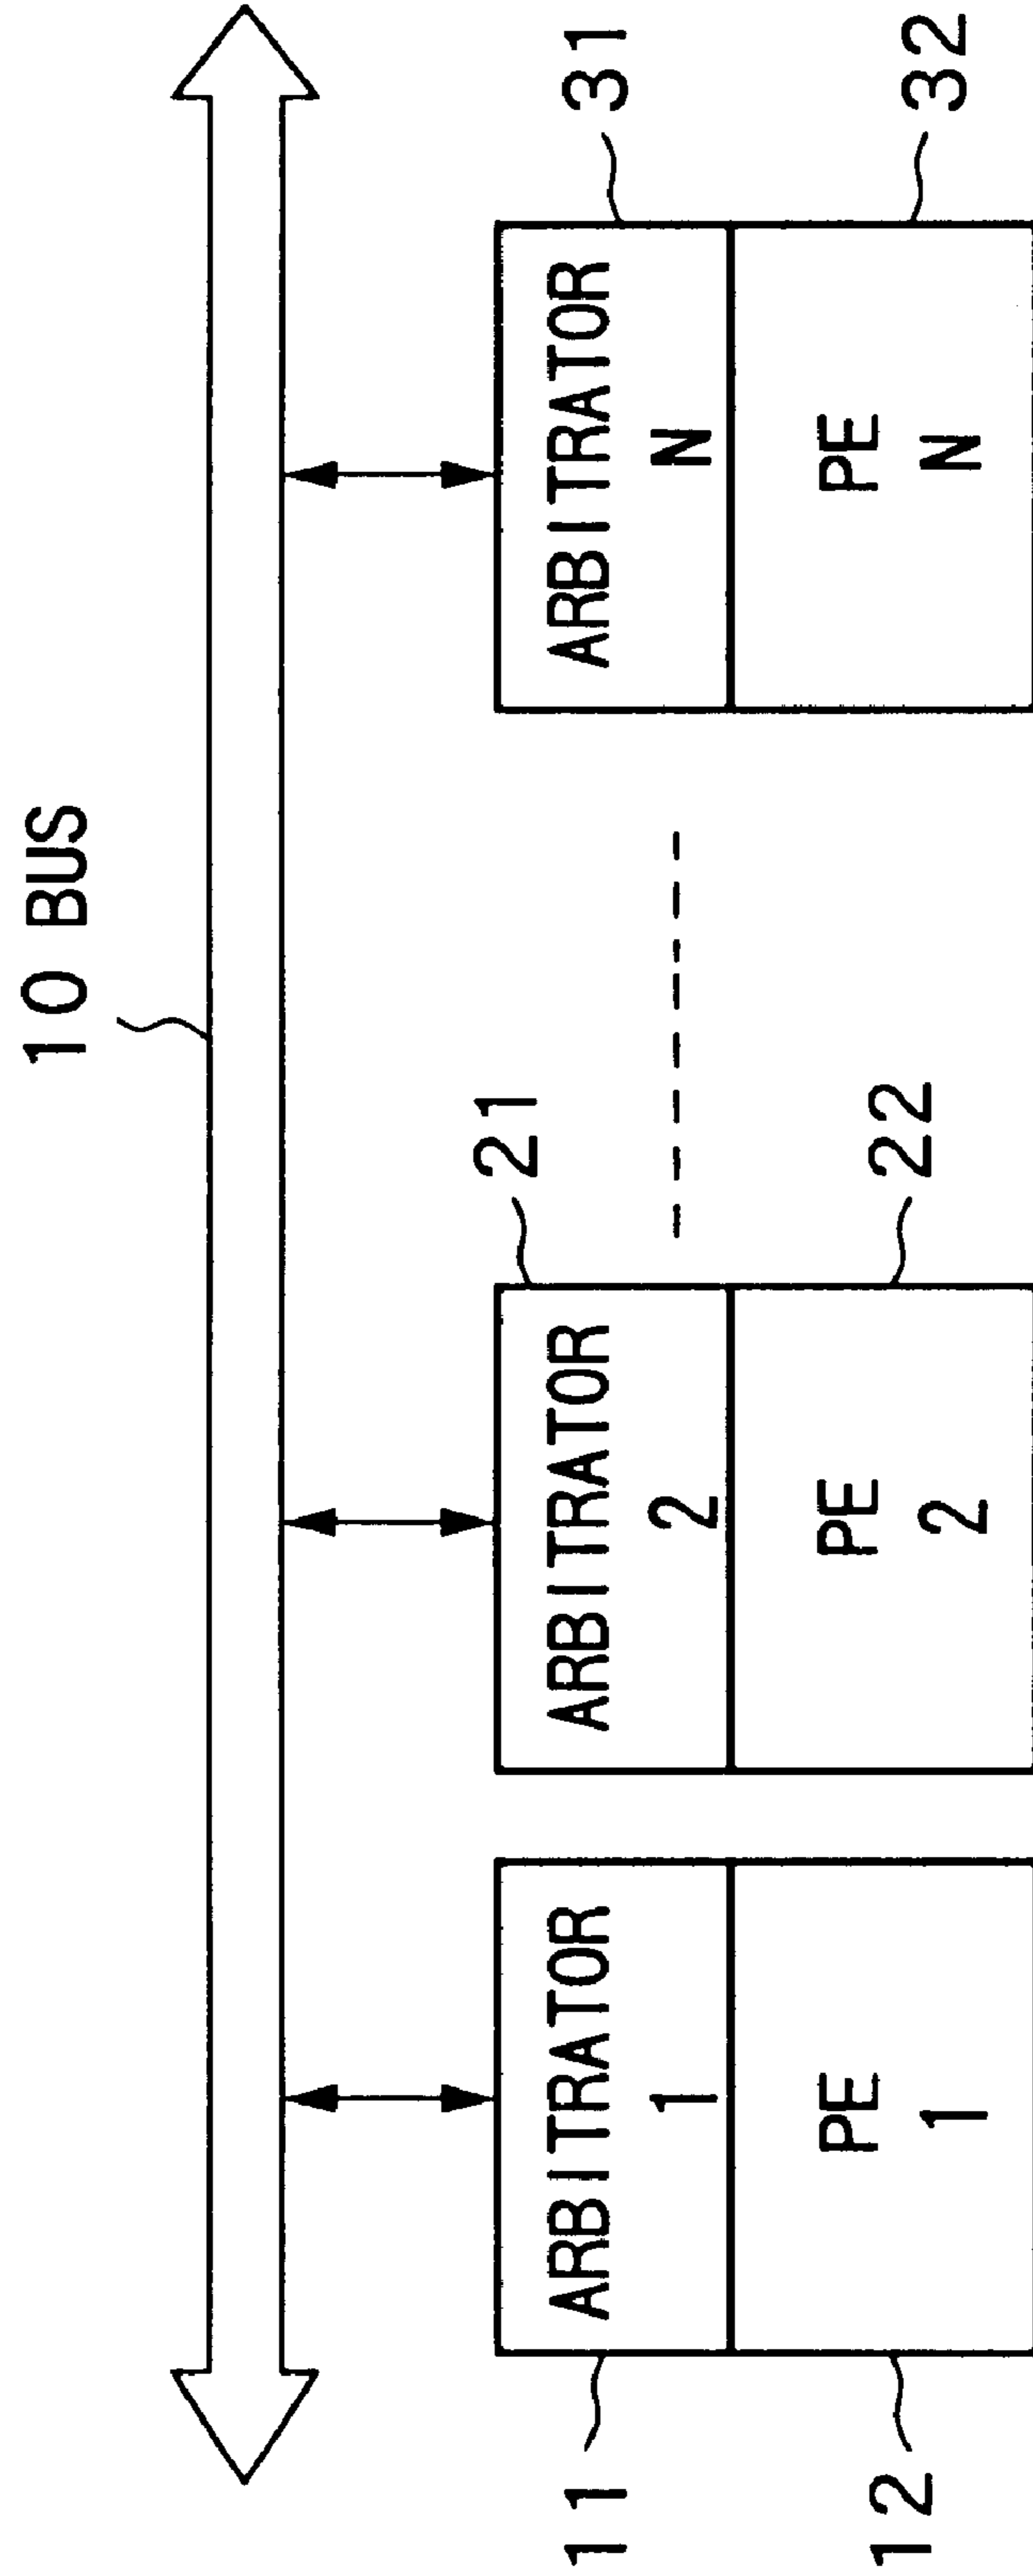 10 BUS
11
ARBITRATOR
1
12
PE
1
21
ARBITRATOR
2
22
PE
2
31
ARBITRATOR
N
32
PE
N